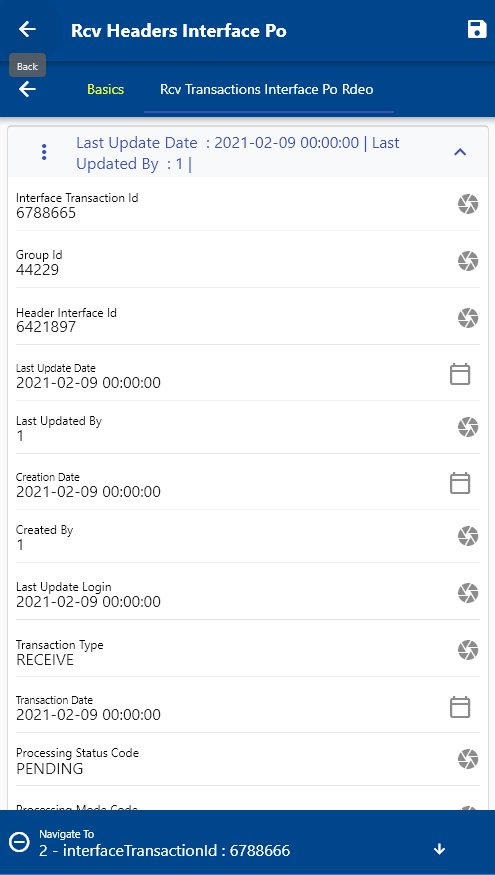 Rcv Headers Interface Po
Back
Basics
Rcv Transactions Interface Po Rdeo
Last Update Date : 2021-02-09 00:00:00 | Last
Updated By : 1 |
Interface Transaction Id
6788665
Group Id
44229
Header Interface Id
6421897
Last Update Date
2021-02-09 00:00:00
Last Updated By
1
Creation Date
2021-02-09 00:00:00
Created By
1
Last Update Login
2021-02-09 00:00:00
Transaction Type
RECEIVE
Transaction Date
2021-02-09 00:00:00
Processing Status Code
PENDING
Processing Mode Code
Navigate To
2 - interfaceTransactionId : 6788666